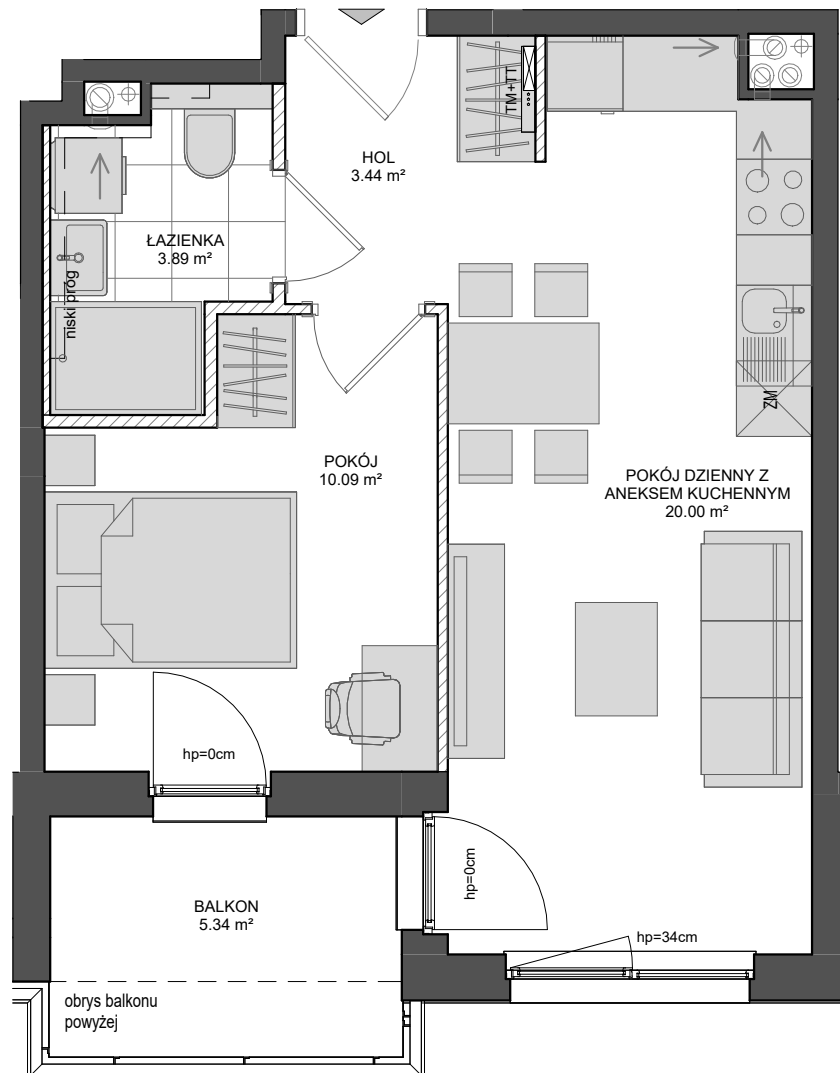 TM+TT
HOL
3.44 m²
ŁAZIENKA
3.89 m²
niski próg
ZM
POKÓJ
10.09 m²
POKÓJ DZIENNY Z
ANEKSEM KUCHENNYM
20.00 m²
hp=0cm
hp=0cm
BALKON
5.34 m²
hp=34cm
obrys balkonu
powyżej